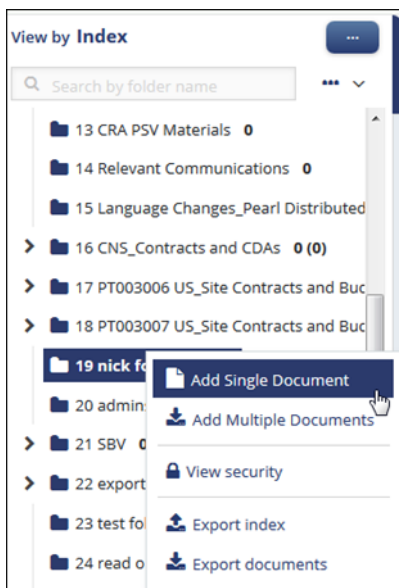 View by Index
...
Search by folder name
13 CRA PSV Materials 0
14 Relevant Communications 0
15 Language Changes_Pearl Distributed
16 CNS_Contracts and CDAs 0 (0)
17 PT003006 US_Site Contracts and Buc
18 PT003007 US_Site Contracts and Buc
19 nick fo
Add Single Document
20 admin
Add Multiple Documents
21 SBV 0
View security
22 export
Export index
23 test fol
Export documents
24 read o